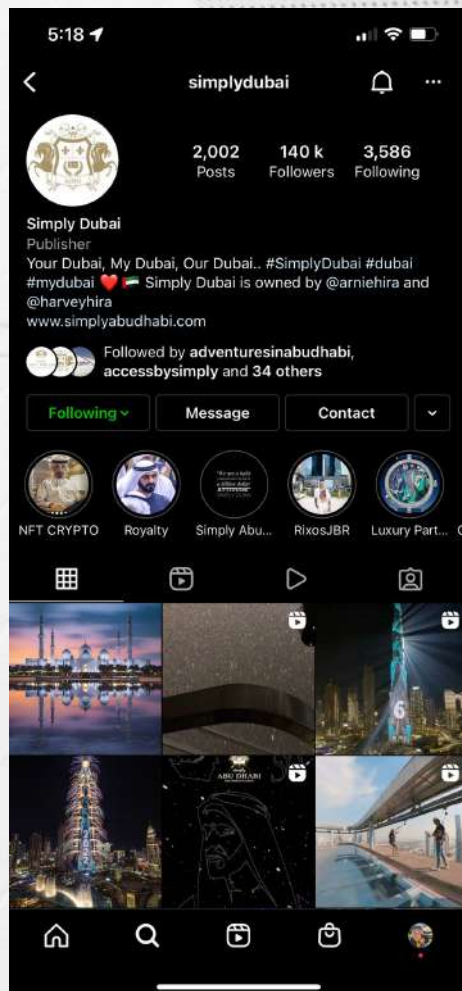 5:18
simplydubai
2,002
Posts
140 k
Followers
3,586
Following
Simply Dubai
Publisher
Your Dubai, My Dubai, Our Dubai.. #SimplyDubai #dubai
#mydubai ❤️ 🇦🇪 Simply Dubai is owned by @arniehira and
@harveyhira
www.simplyabudhabi.com
Followed by adventuresinabudhabi,
accessbysimply and 34 others
Following
Message
Contact
NFT CRYPTO
Royalty
Simply Abu...
RixosJBR
Luxury Part...
6
2022
simply
ABU DHABI